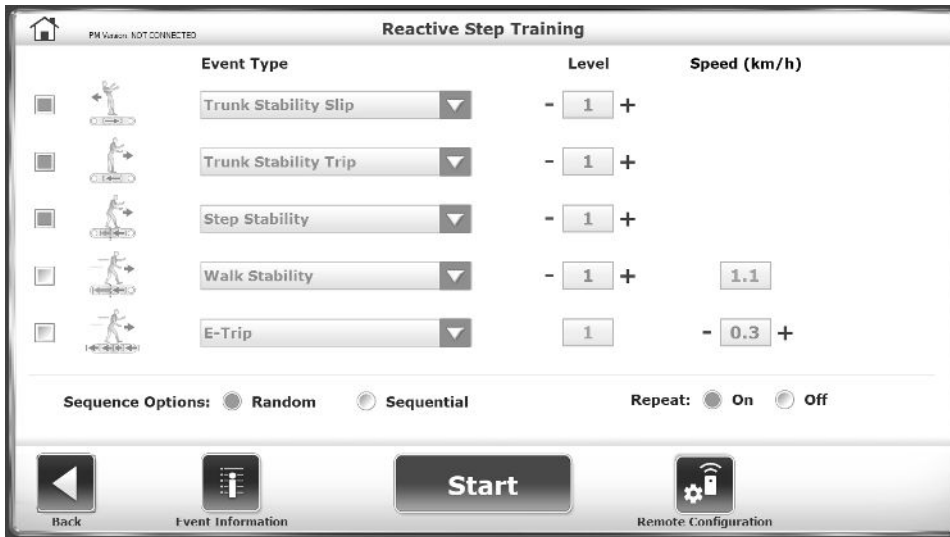 PM Version: NOT CONNECTED
Reactive Step Training
Event Type Level Speed (km/h)
Trunk Stability Slip - 1 +
Trunk Stability Trip - 1 +
Step Stability - 1 +
Walk Stability - 1 + 1.1
E-Trip 1 - 0.3 +
Sequence Options: Random Sequential Repeat: On Off
Start
Back Event Information Remote Configuration